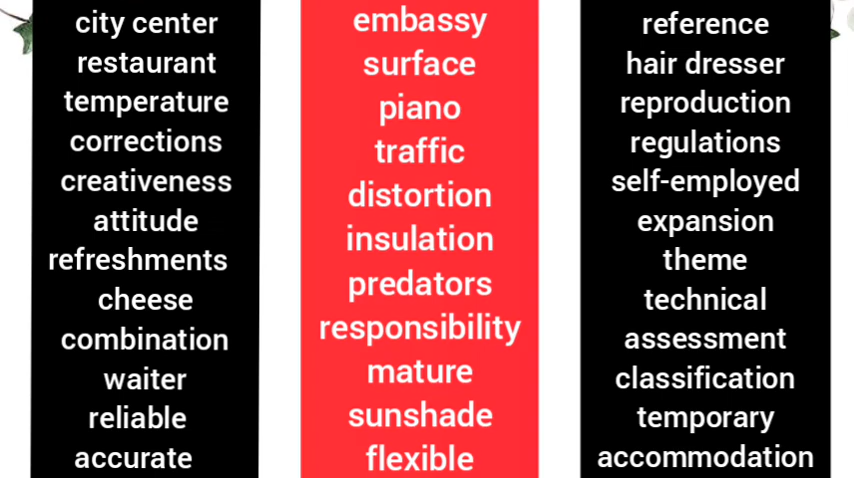 city center
restaurant
temperature
corrections
creativeness
attitude
refreshments
cheese
combination
waiter
reliable
accurate
embassy
surface
piano
traffic
distortion
insulation
predators
responsibility
mature
sunshade
flexible
reference
hair dresser
reproduction
regulations
self-employed
expansion
theme
technical
assessment
classification
temporary
accommodation